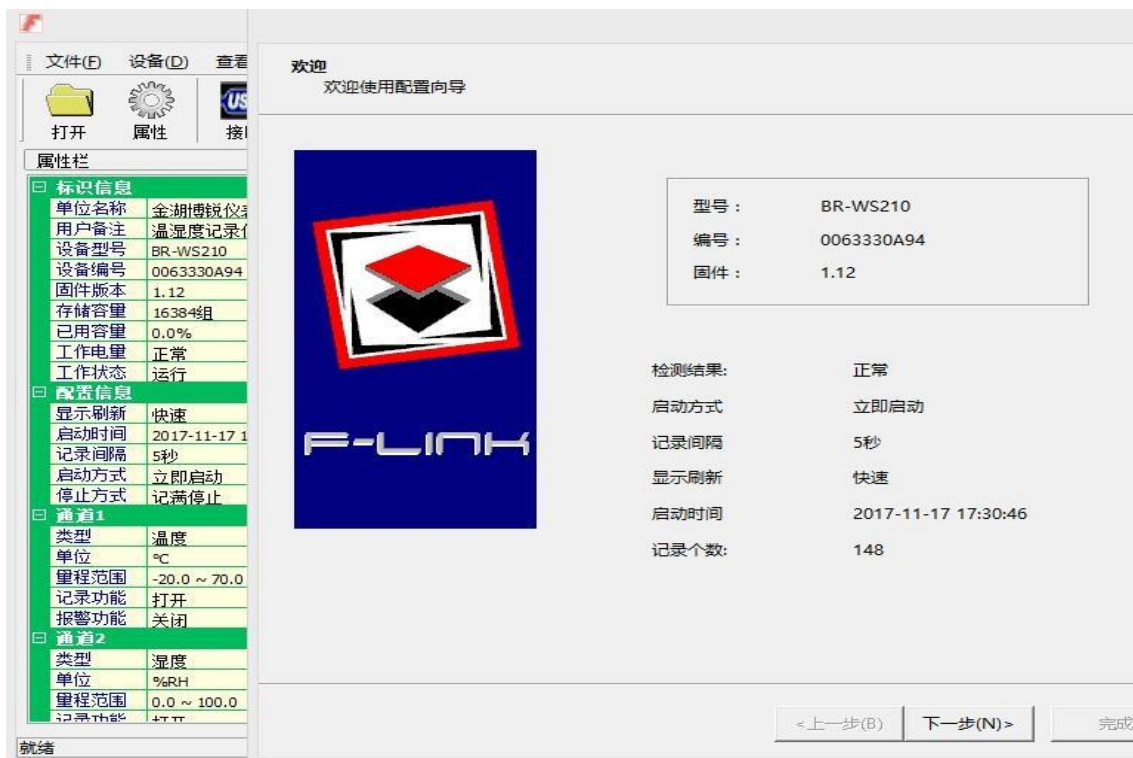 文件(F) 设备(D) 查看
打开 属性
属性栏
标识信息
单位名称 金湖博锐仪表
用户备注 温湿度记录仪
设备型号 BR-WS210
设备编号 0063330A94
固件版本 1.12
存储容量 16384组
已用容量 0.0%
工作电量 正常
工作状态 运行
配置信息
显示刷新 快速
启动时间 2017-11-17 1
记录间隔 5秒
启动方式 立即启动
停止方式 记满停止
通道1
类型 温度
单位 °C
量程范围 -20.0 ~ 70.0
记录功能 打开
报警功能 关闭
通道2
类型 湿度
单位 %RH
量程范围 0.0 ~ 100.0
记录功能 打开
就绪
欢迎
欢迎使用配置向导
F-LINK
型号： BR-WS210
编号： 0063330A94
固件： 1.12
检测结果: 正常
启动方式 立即启动
记录间隔 5秒
显示刷新 快速
启动时间 2017-11-17 17:30:46
记录个数: 148
<上一步(B) 下一步(N)> 完成